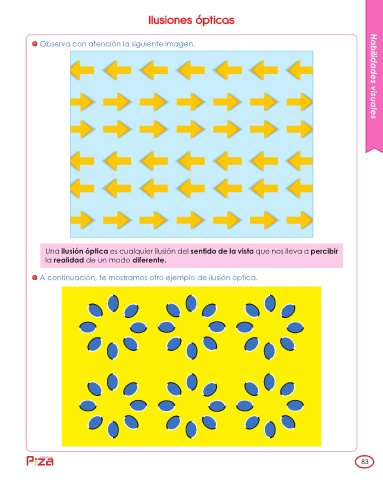 Ilusiones ópticas
Observa con atención la siguiente imagen.
Habilidades visuales
Una ilusión óptica es cualquier ilusión del sentido de la vista que nos lleva a percibir
la realidad de un modo diferente.
A continuación, te mostramos otro ejemplo de ilusión óptica.
83